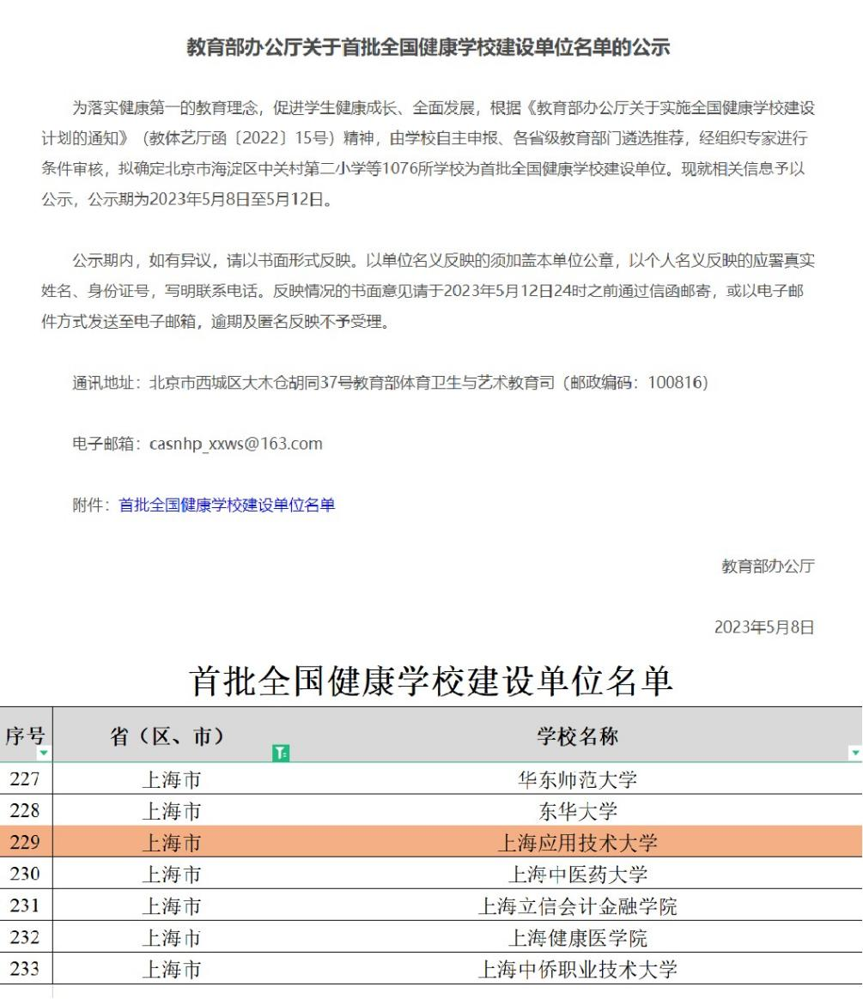 教育部办公厅关于首批全国健康学校建设单位名单的公示
为落实健康第一的教育理念，促进学生健康成长、全面发展，根据《教育部办公厅关于实施全国健康学校建设
计划的通知》（教体艺厅函〔2022〕15号）精神，由学校自主申报、各省级教育部门遴选推荐，经组织专家进行
条件审核，拟确定北京市海淀区中关村第二小学等1076所学校为首批全国健康学校建设单位。现就相关信息予以
公示，公示期为2023年5月8日至5月12日。
公示期内，如有异议，请以书面形式反映。以单位名义反映的须加盖本单位公章，以个人名义反映的应署真实
姓名、身份证号，写明联系电话。反映情况的书面意见请于2023年5月12日24时之前通过信函邮寄，或以电子邮
件方式发送至电子邮箱，逾期及匿名反映不予受理。
通讯地址：北京市西城区大木仓胡同37号教育部体育卫生与艺术教育司（邮政编码：100816）
电子邮箱：casnhp_xxws@163.com
附件：首批全国健康学校建设单位名单
教育部办公厅
2023年5月8日
首批全国健康学校建设单位名单
序号 省（区、市） 学校名称
227 上海市 华东师范大学
228 上海市 东华大学
229 上海市 上海应用技术大学
230 上海市 上海中医药大学
231 上海市 上海立信会计金融学院
232 上海市 上海健康医学院
233 上海市 上海中侨职业技术大学